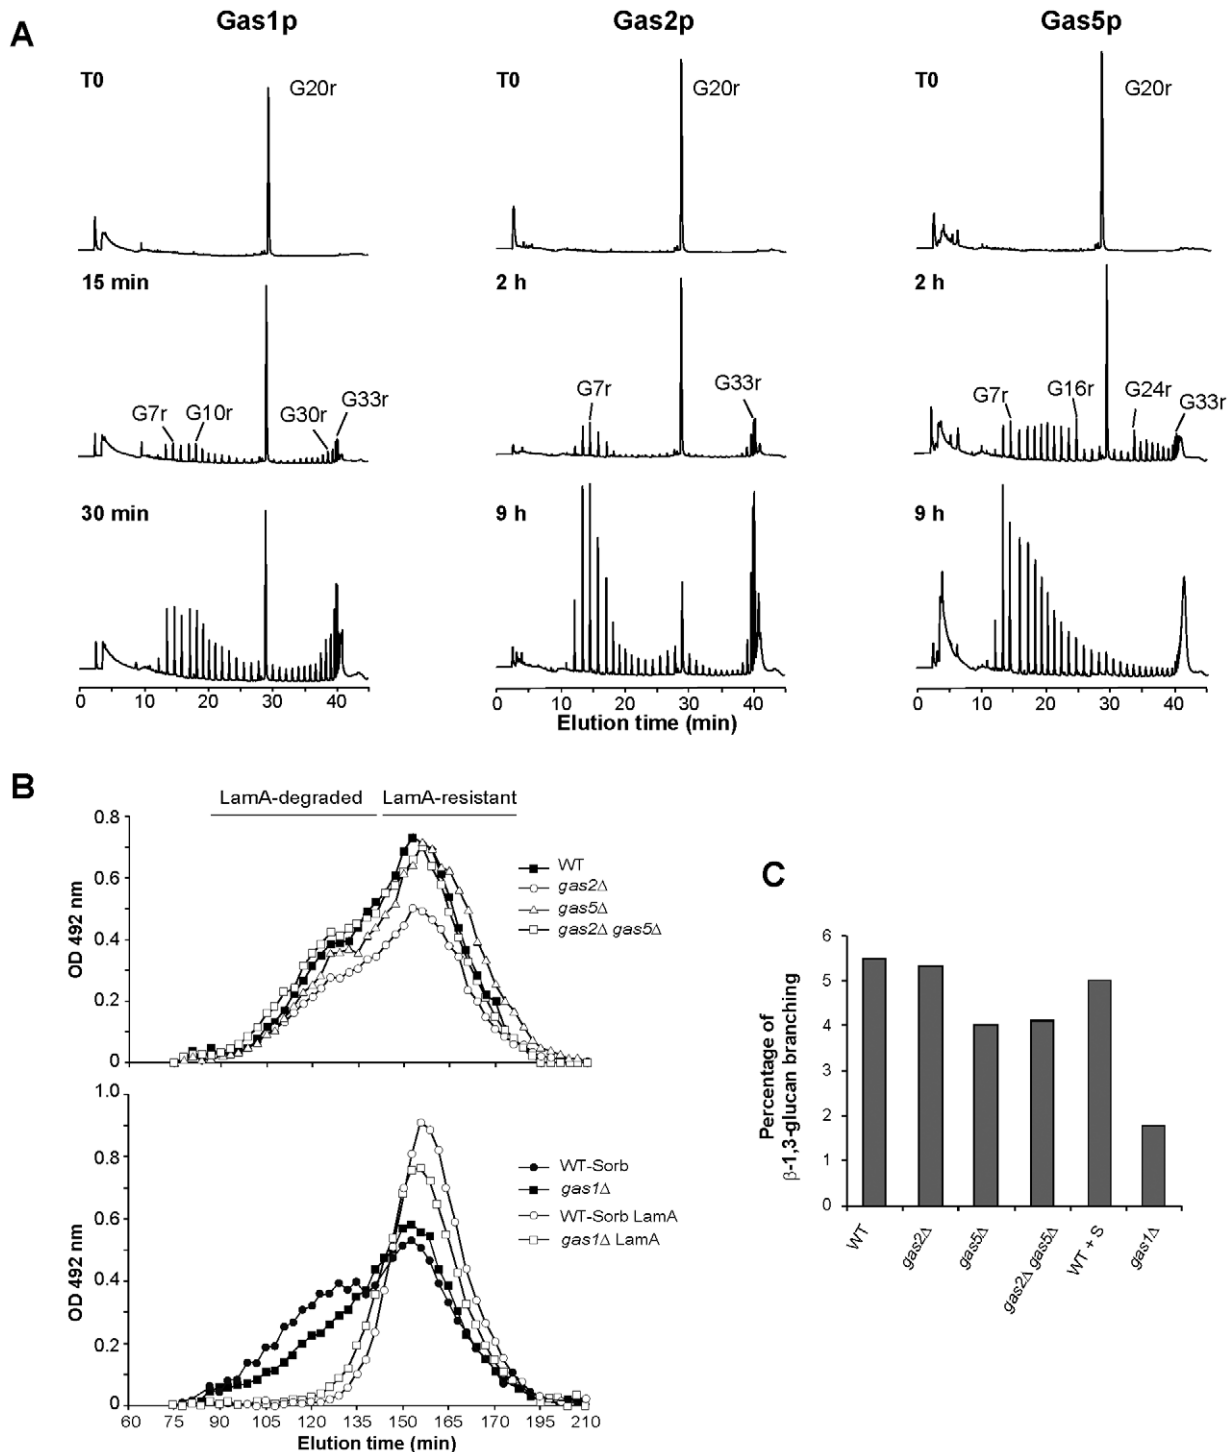 A
Gas1p
Gas2p
Gas5p
T0
G20r
T0
G20r
T0
G20r
15 min
G7r
G10r
G30r
G33r
2 h
G7r
G33r
2 h
G7r
G16r
G24r
G33r
30 min
9 h
9 h
0 10 20 30 40
0 10 20 30 40
0 10 20 30 40
Elution time (min)
B
LamA-degraded
LamA-resistant
0.8
0.6
0.4
0.2
0
OD 492 nm
WT
gas2Δ
gas5Δ
gas2Δ gas5Δ
1.0
0.8
0.6
0.4
0.2
0
OD 492 nm
WT-Sorb
gas1Δ
WT-Sorb LamA
gas1Δ LamA
60 75 90 105 120 135 150 165 170 195 210
Elution time (min)
C
Percentage of
β-1,3-glucan branching
6
5
4
3
2
1
0
WT
gas2Δ
gas5Δ
gas2Δ gas5Δ
WT + S
gas1Δ